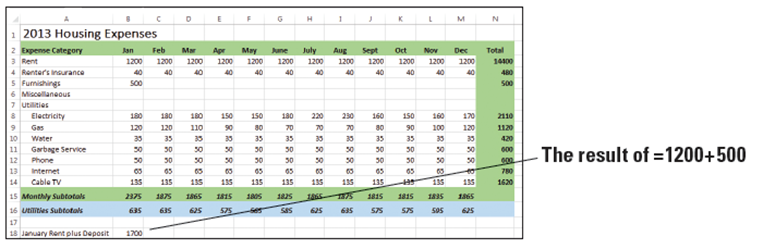 A B C D E F G H I J K L M N
1 2013 Housing Expenses
2 Expense Category Jan Feb Mar Apr May June July Aug Sept Oct Nov Dec Total
3 Rent 1200 1200 1200 1200 1200 1200 1200 1200 1200 1200 1200 1200 14400
4 Renter's Insurance 40 40 40 40 40 40 40 40 40 40 40 40 480
5 Furnishings 500 500
6 Miscellaneous
7 Utilities
8 Electricity 180 180 180 150 150 180 220 230 160 150 160 170 2110
9 Gas 120 120 110 90 80 70 70 70 80 90 100 120 1120
10 Water 35 35 35 35 35 35 35 35 35 35 35 35 420
11 Garbage Service 50 50 50 50 50 50 50 50 50 50 50 50 600
12 Phone 50 50 50 50 50 50 50 50 50 50 50 50 600
13 Internet 65 65 65 65 65 65 65 65 65 65 65 65 780
14 Cable TV 135 135 135 135 135 135 135 135 135 135 135 135 1620
15 Monthly Subtotals 2375 1875 1865 1815 1805 1825 1865 1875 1815 1815 1835 1865
16 Utilities Subtotals 635 635 625 575 565 585 625 635 575 575 595 625
17
18 January Rent plus Deposit 1700
The result of =1200+500